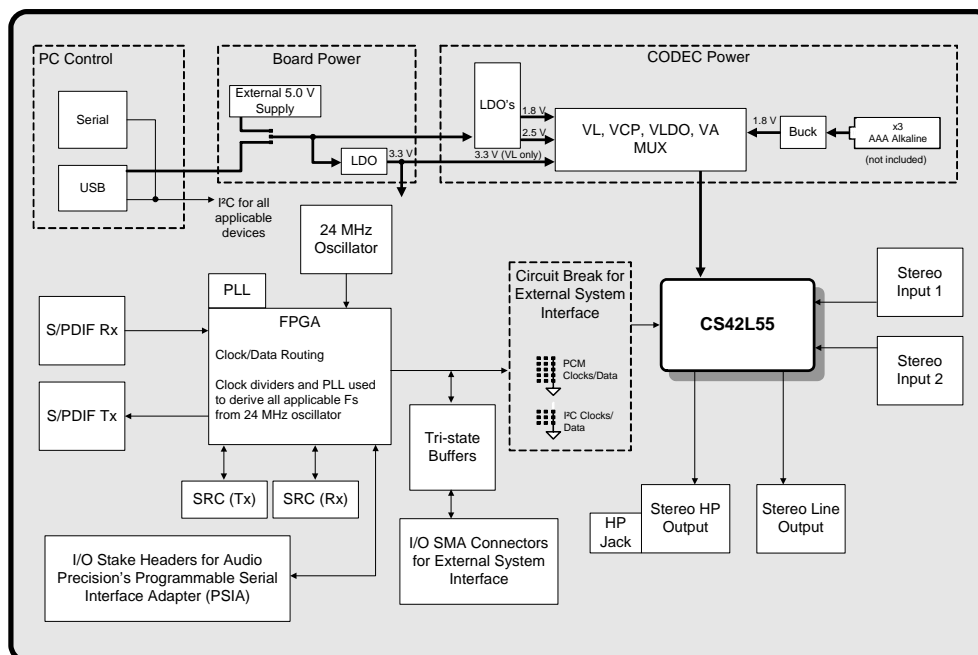 PC Control
Serial
USB
I²C for all
applicable
devices
Board Power
External 5.0 V
Supply
LDO
3.3 V
CODEC Power
LDO's
1.8 V
2.5 V
3.3 V (VL only)
VL, VCP, VLDO, VA
MUX
1.8 V
Buck
x3
AAA Alkaline
(not included)
24 MHz
Oscillator
PLL
FPGA
Clock/Data Routing
Clock dividers and PLL used
to derive all applicable Fs
from 24 MHz oscillator
S/PDIF Rx
S/PDIF Tx
SRC (Tx)
SRC (Rx)
I/O Stake Headers for Audio
Precision's Programmable Serial
Interface Adapter (PSIA)
Tri-state
Buffers
I/O SMA Connectors
for External System
Interface
Circuit Break for
External System
Interface
PCM
Clocks/Data
I²C Clocks/
Data
CS42L55
Stereo
Input 1
Stereo
Input 2
HP
Jack
Stereo HP
Output
Stereo Line
Output